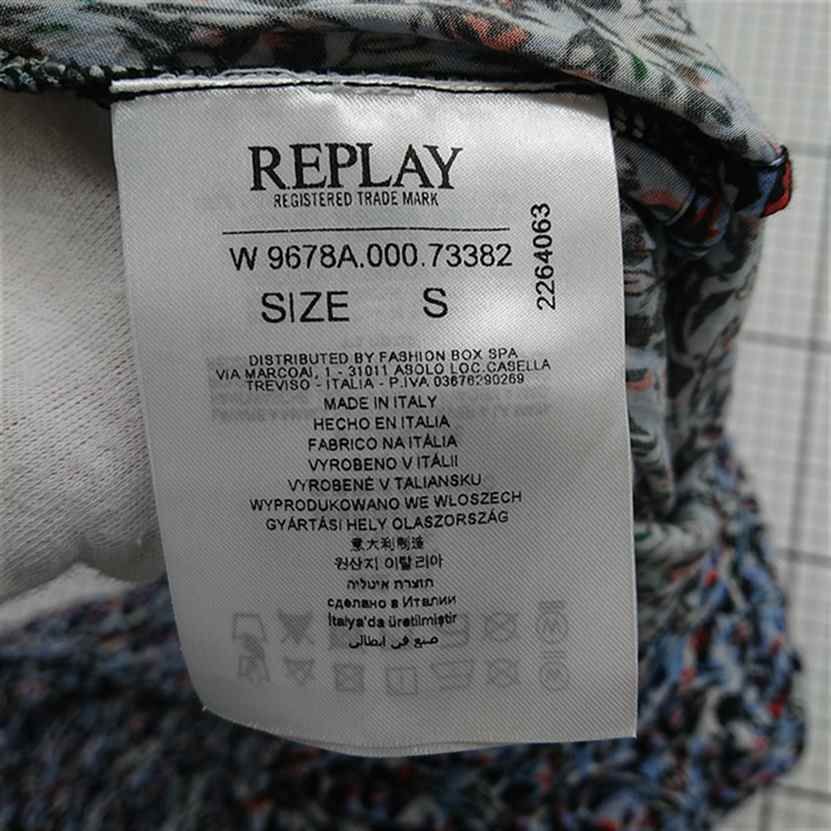 REPLAY
REGISTERED TRADE MARK
W 9678A.000.73382
SIZE S
2264063
DISTRIBUTED BY FASHION BOX SPA
VIA MARCOAI, 1 - 31011 ASOLO LOC.CASELLA
TREVISO - ITALIA - P.IVA 03676290269
MADE IN ITALY
HECHO EN ITALIA
FABRICO NA ITÁLIA
VYROBENO V ITÁLII
VYROBENÉ V TALIANSKU
WYPRODUKOWANO WE WLOSZECH
GYÁRTÁSI HELY OLASZORSZÁG
意大利制造
원산지 이탈리아
תוצרת איטליה
сделано в Италии
İtalya'da üretilmiştir
صنع في ايطالي